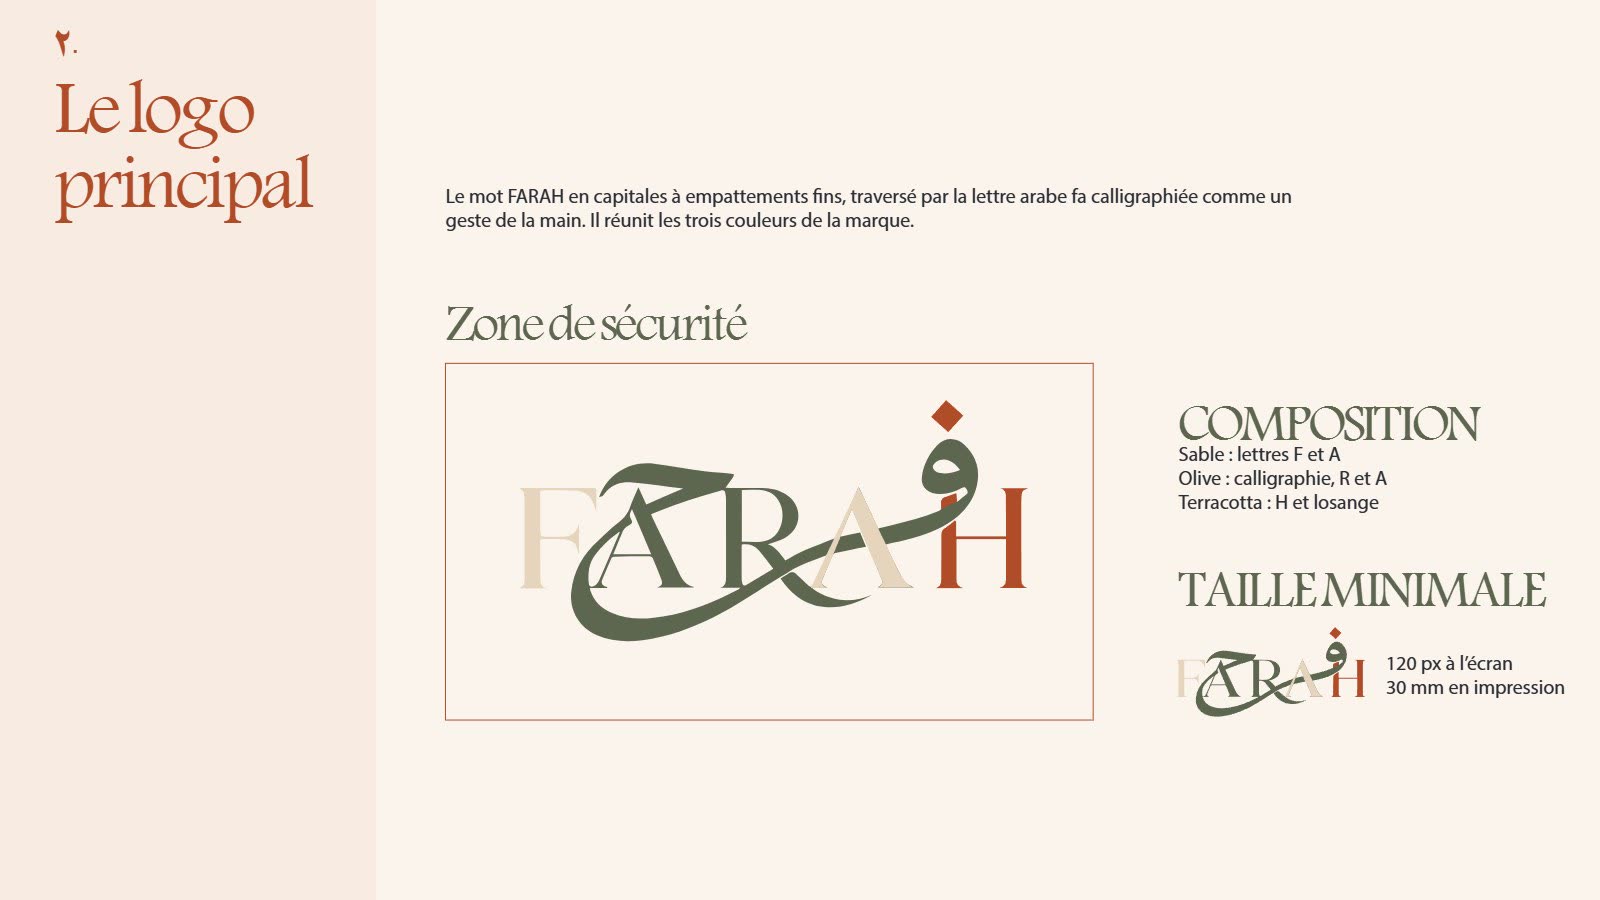 ٢.
Le logo
principal
Le mot FARAH en capitales à empattements fins, traversé par la lettre arabe fa calligraphiée comme un
geste de la main. Il réunit les trois couleurs de la marque.
Zone de sécurité
FARAH
COMPOSITION
Sable : lettres F et A
Olive : calligraphie, R et A
Terracotta : H et losange
TAILLE MINIMALE
FARAH
120 px à l’écran
30 mm en impression